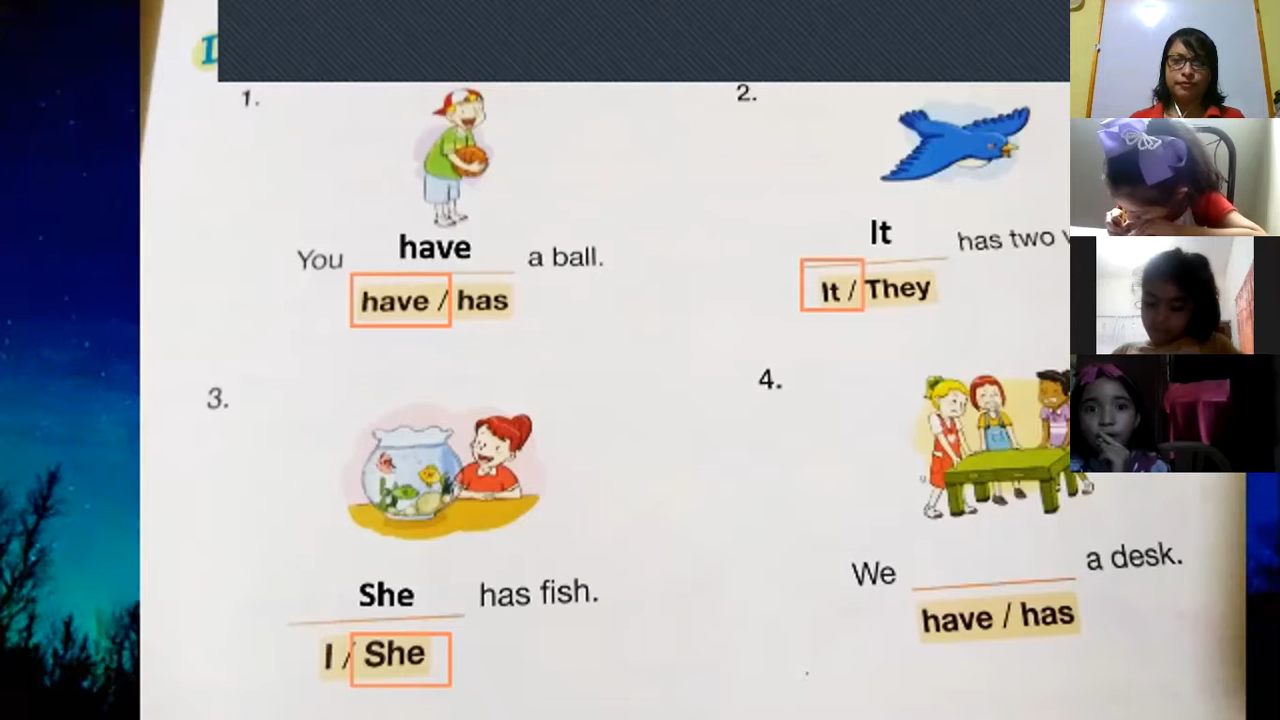 1.
You have a ball.
have / has
2.
It has two
It / They
3.
She has fish.
I / She
4.
We a desk.
have / has